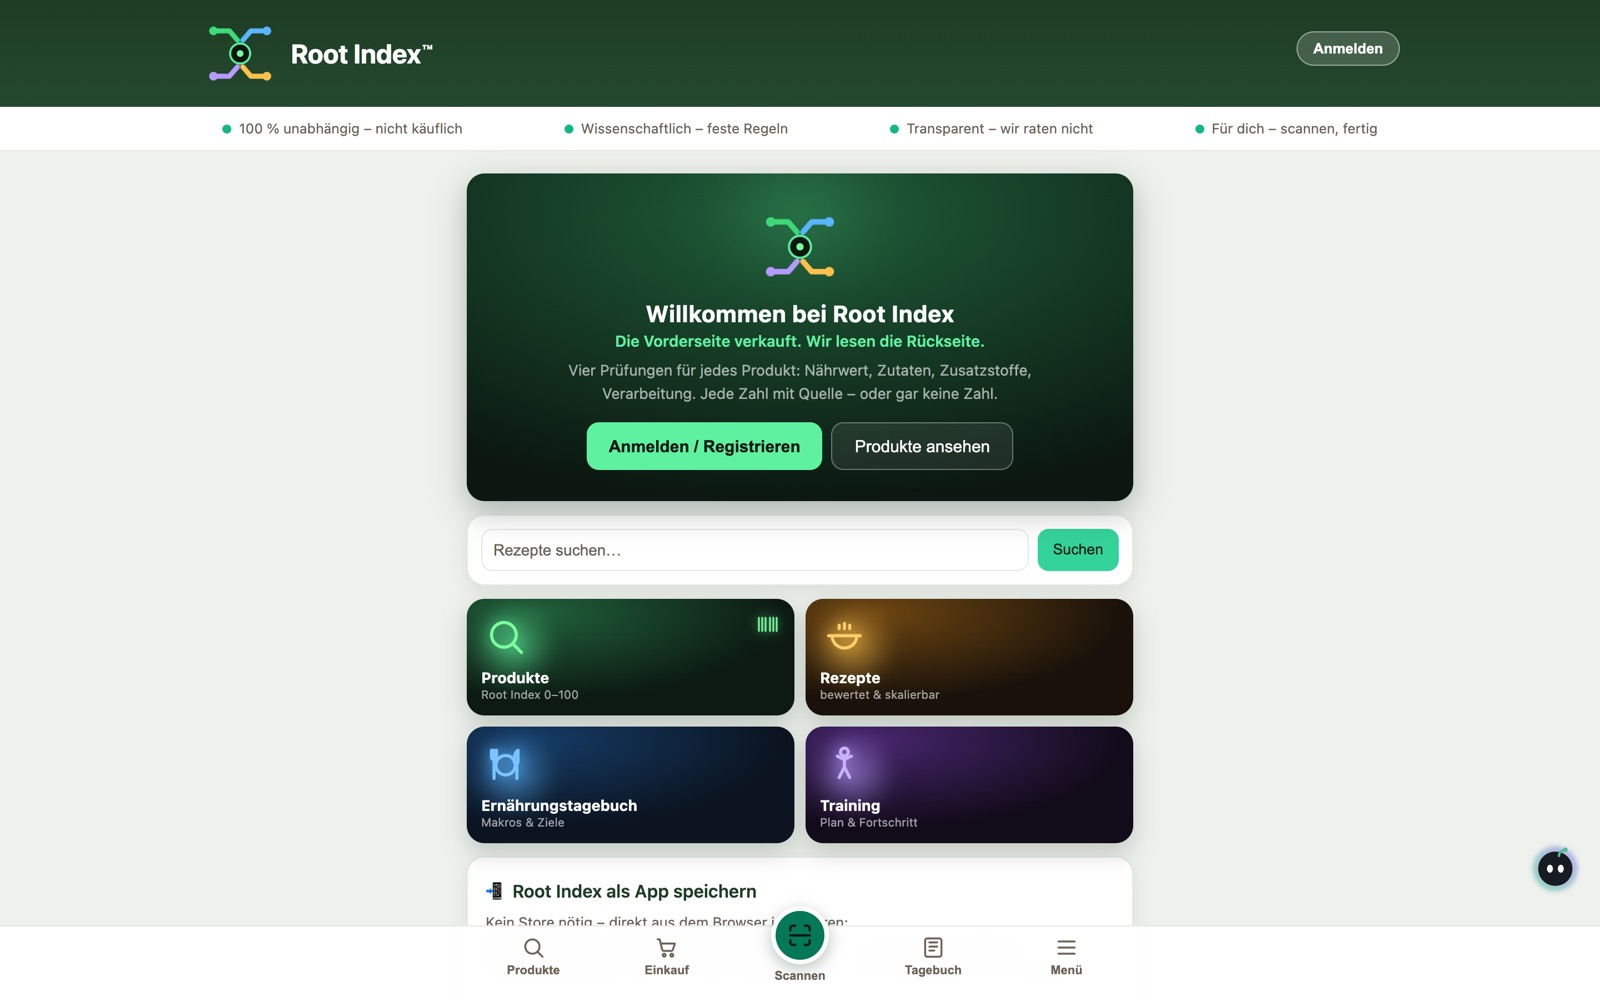 Root Index™
Anmelden
100 % unabhängig – nicht käuflich
Wissenschaftlich – feste Regeln
Transparent – wir raten nicht
Für dich – scannen, fertig
Willkommen bei Root Index
Die Vorderseite verkauft. Wir lesen die Rückseite.
Vier Prüfungen für jedes Produkt: Nährwert, Zutaten, Zusatzstoffe,
Verarbeitung. Jede Zahl mit Quelle – oder gar keine Zahl.
Anmelden / Registrieren
Produkte ansehen
Rezepte suchen…
Suchen
Produkte
Root Index 0–100
Rezepte
bewertet & skalierbar
Ernährungstagebuch
Makros & Ziele
Training
Plan & Fortschritt
Root Index als App speichern
Kein Store nötig – direkt aus dem Browser
Produkte
Einkauf
Scannen
Tagebuch
Menü